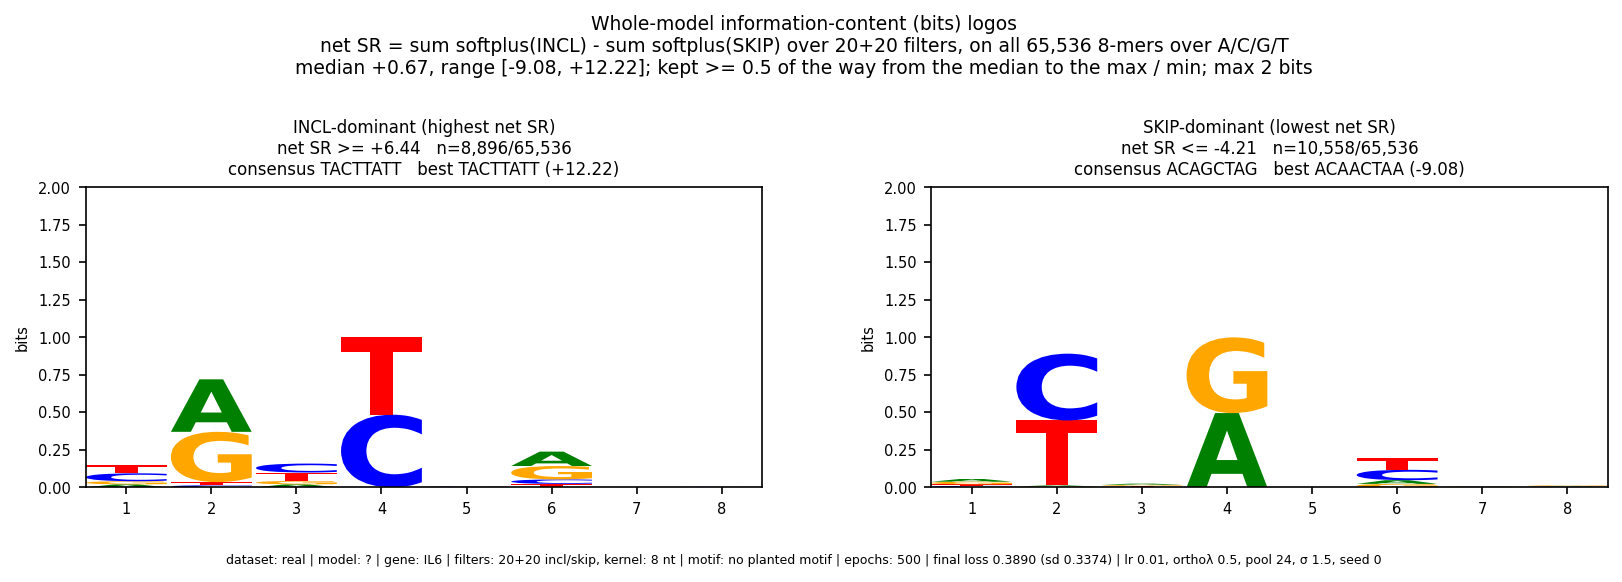 Whole-model information-content (bits) logos
net SR = sum softplus(INCL) - sum softplus(SKIP) over 20+20 filters, on all 65,536 8-mers over A/C/G/T
median +0.67, range [-9.08, +12.22]; kept >= 0.5 of the way from the median to the max / min; max 2 bits
INCL-dominant (highest net SR)
net SR >= +6.44 n=8,896/65,536
consensus TACTTATT best TACTTATT (+12.22)
2.00
1.75
1.50
1.25
1.00
0.75
0.50
0.25
0.00
bits
T
C
A
G
T
C
T
T
C
A
G
C
T
1 2 3 4 5 6 7 8
SKIP-dominant (lowest net SR)
net SR <= -4.21 n=10,558/65,536
consensus ACAGCTAG best ACAACTAA (-9.08)
2.00
1.75
1.50
1.25
1.00
0.75
0.50
0.25
0.00
bits
C
T
G
A
T
C
1 2 3 4 5 6 7 8
dataset: real | model: ? | gene: IL6 | filters: 20+20 incl/skip, kernel: 8 nt | motif: no planted motif | epochs: 500 | final loss 0.3890 (sd 0.3374) | lr 0.01, orthoλ 0.5, pool 24, σ 1.5, seed 0